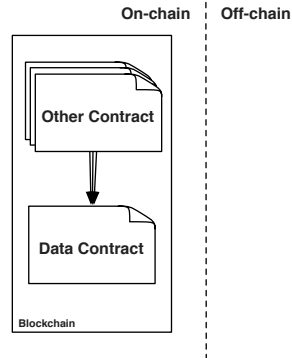 On-chain
Off-chain
Other Contract
Data Contract
Blockchain